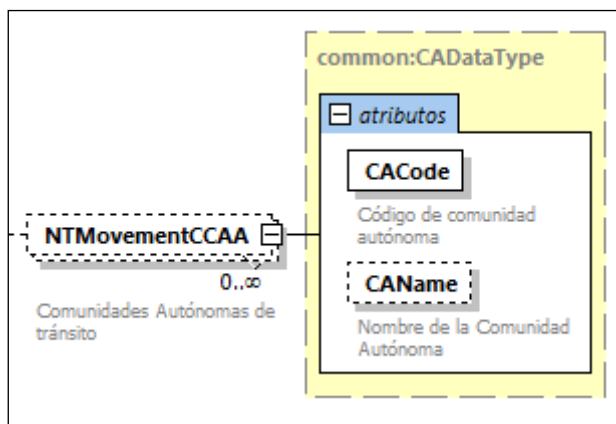 common:CADataType
atributos
CACode
Código de comunidad
autónoma
NTMovementCCAA
0..∞
Comunidades Autónomas de
tránsito
CAName
Nombre de la Comunidad
Autónoma